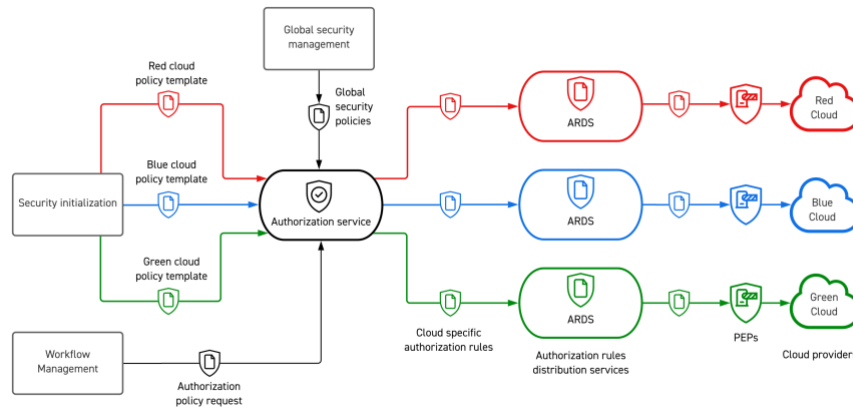 Global security
management
Red cloud
policy template
Global
security
policies
ARDS
Red
Cloud
Blue cloud
policy template
Security initialization
Authorization service
ARDS
Blue
Cloud
Green cloud
policy template
ARDS
Green
Cloud
Cloud specific
authorization rules
Authorization rules
distribution services
PEPs
Cloud provider
Workflow
Management
Authorization
policy request